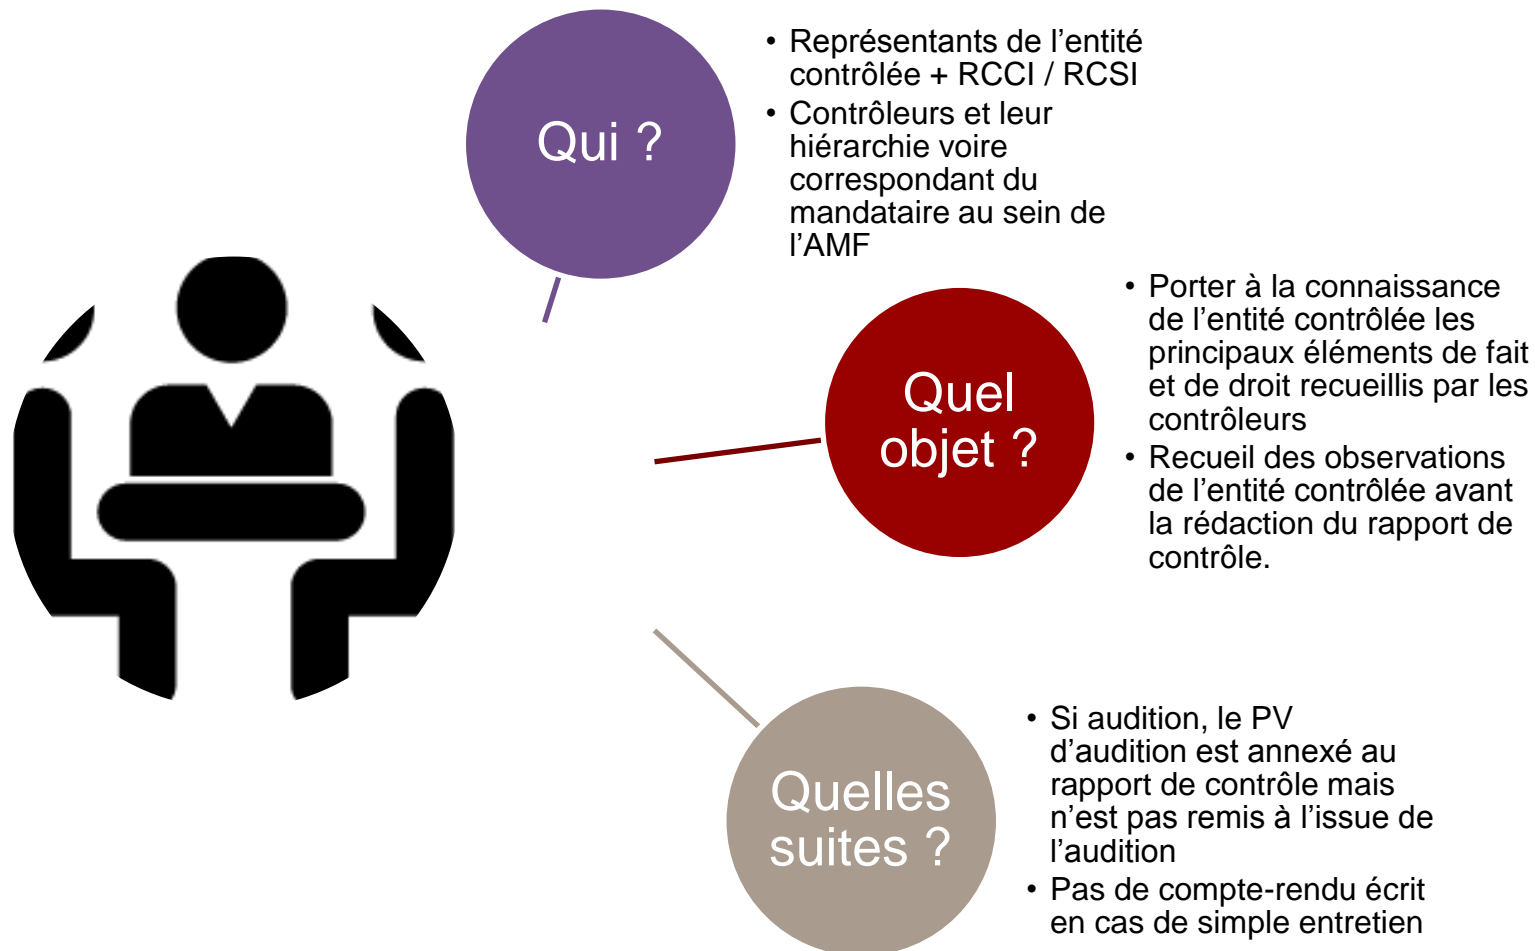 Qui ?
• Représentants de l’entité
contrôlée + RCCI / RCSI
• Contrôleurs et leur
hiérarchie voire
correspondant du
mandataire au sein de
l’AMF
Quel
objet ?
• Porter à la connaissance
de l’entité contrôlée les
principaux éléments de fait
et de droit recueillis par les
contrôleurs
• Recueil des observations
de l’entité contrôlée avant
la rédaction du rapport de
contrôle.
Quelles
suites ?
• Si audition, le PV
d’audition est annexé au
rapport de contrôle mais
n’est pas remis à l’issue de
l’audition
• Pas de compte-rendu écrit
en cas de simple entretien